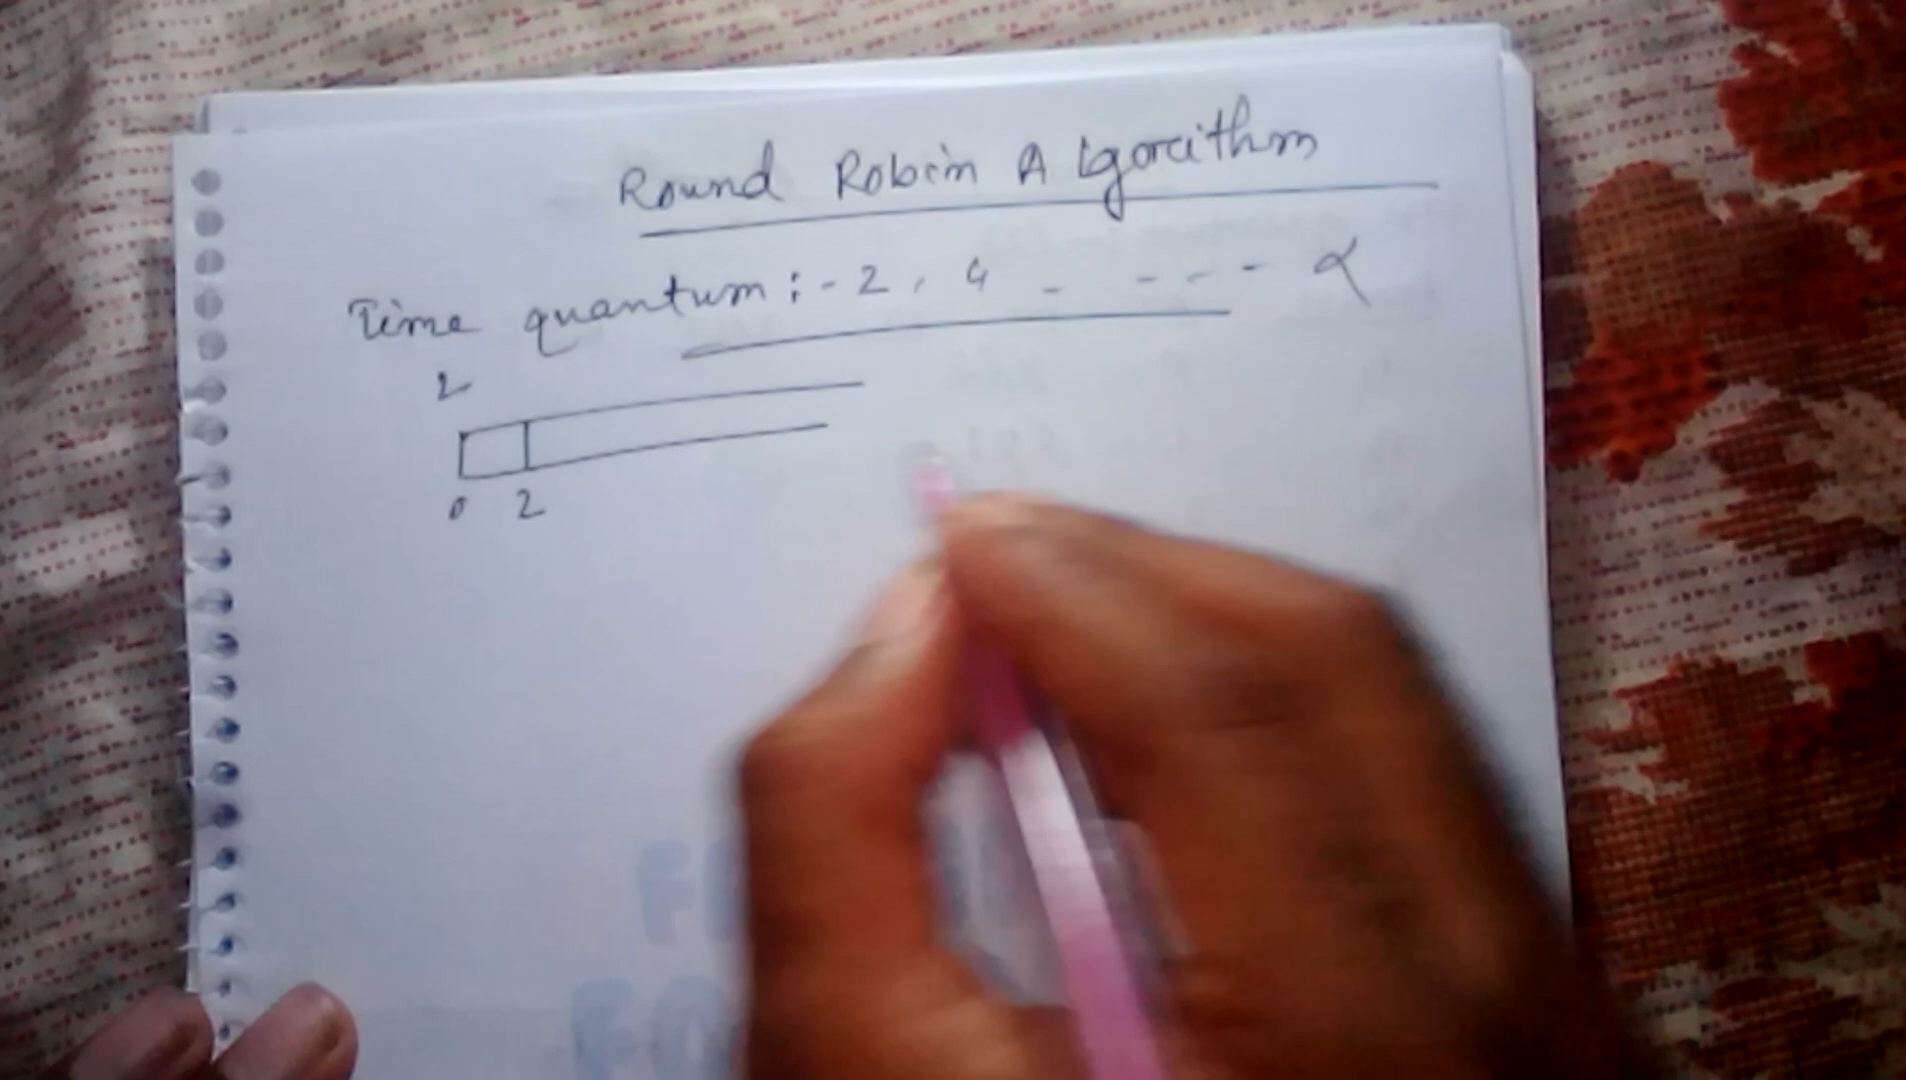 Round Robin Algorithm
Time quantum :- 2, 4 - - - - - α
2
0 2